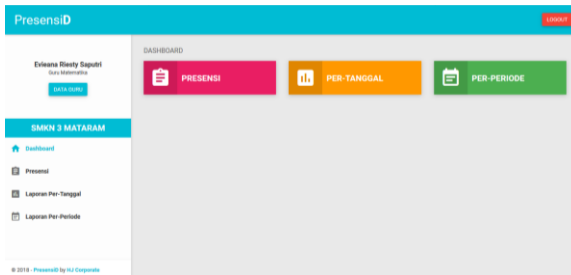 PresensiD
LOGOUT
Evieana Riesty Saputri
Guru Matematika
DATA GURU
SMKN 3 MATARAM
Dashboard
Presensi
Laporan Per-Tanggal
Laporan Per-Periode
© 2018 - PresensiD by H.I Corporate
DASHBOARD
PRESENSI
PER-TANGGAL
PER-PERIODE